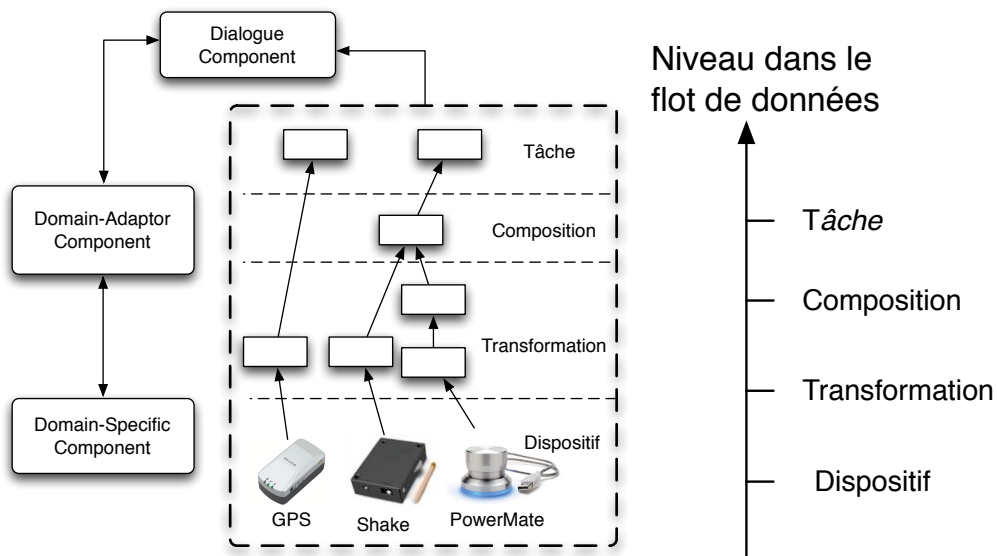 Dialogue
Component
Niveau dans le
flot de données
Tâche
Domain-Adaptor
Component
Composition
Transformation
Domain-Specific
Component
Dispositif
GPS
Shake
PowerMate
Tâche
Composition
Transformation
Dispositif